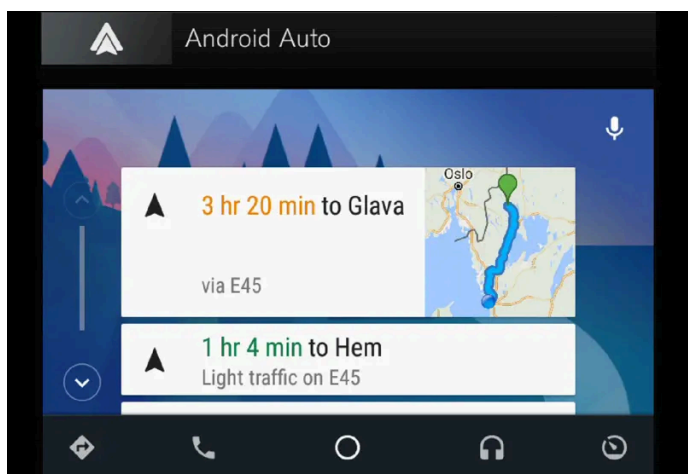 Android Auto
3 hr 20 min to Glava
via E45
Oslo
1 hr 4 min to Hem
Light traffic on E45